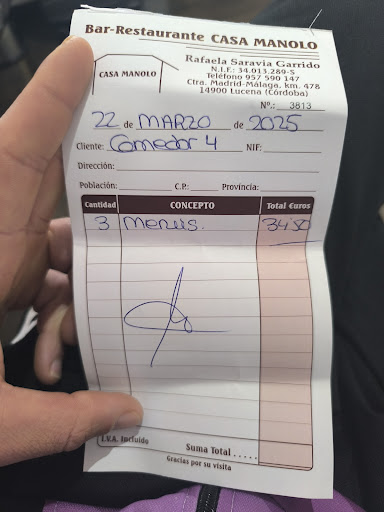 Bar-Restaurante CASA MANOLO
CASA MANOLO
Rafaela Saravia Garrido
N.I.F.: 34.013.289-S
Teléfono 957 590 147
Ctra. Madrid-Málaga, km. 478
14900 Lucena (Córdoba)
Nº.: 3813
22 de MARZO de 2025
Cliente: Comedor 4 NIF:
Dirección:
Población: C.P.: Provincia:
Cantidad CONCEPTO Total €uros
3 menus. 34'50
I.V.A. Incluido Suma Total .....
Gracias por su visita